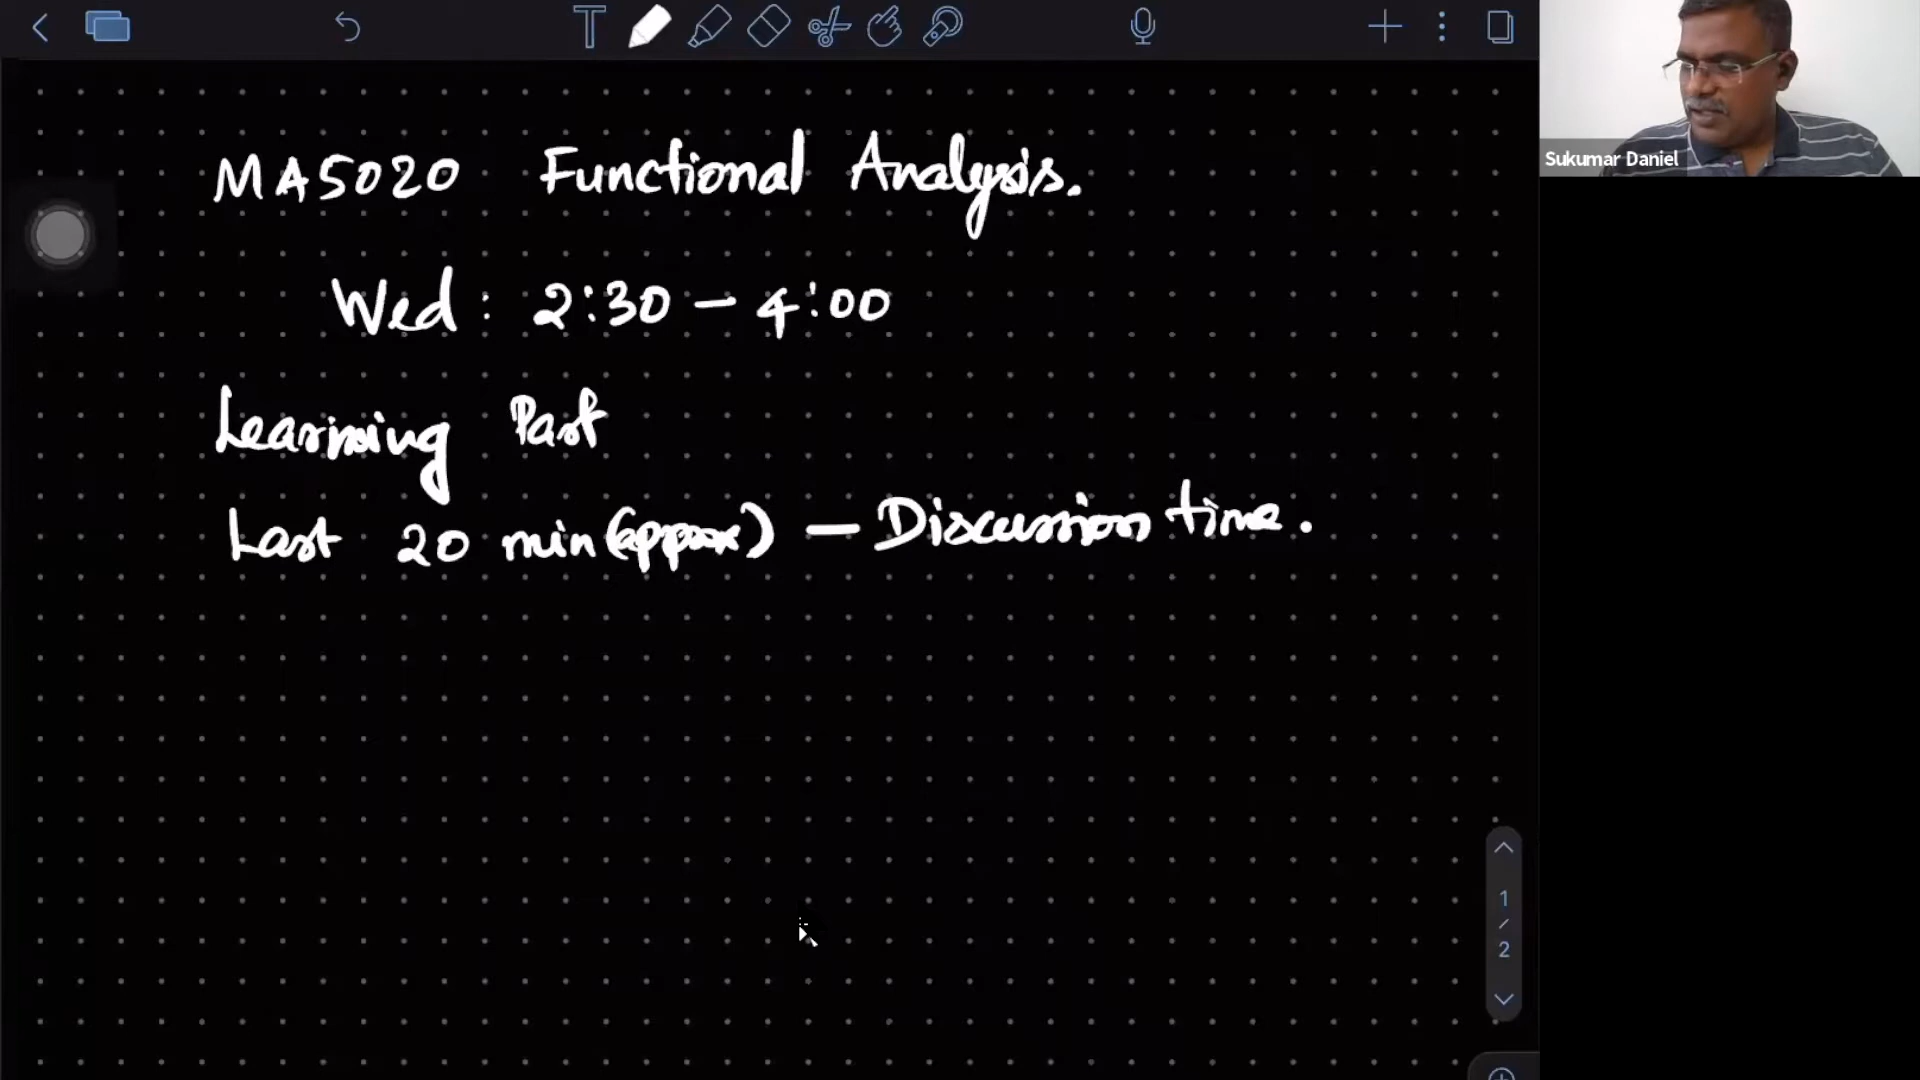 MA5020 Functional Analysis.
Wed: 2:30 - 4:00
Learning Part
Last 20 min (approx) - Discussion time.
Sukumar Daniel
1
/
2